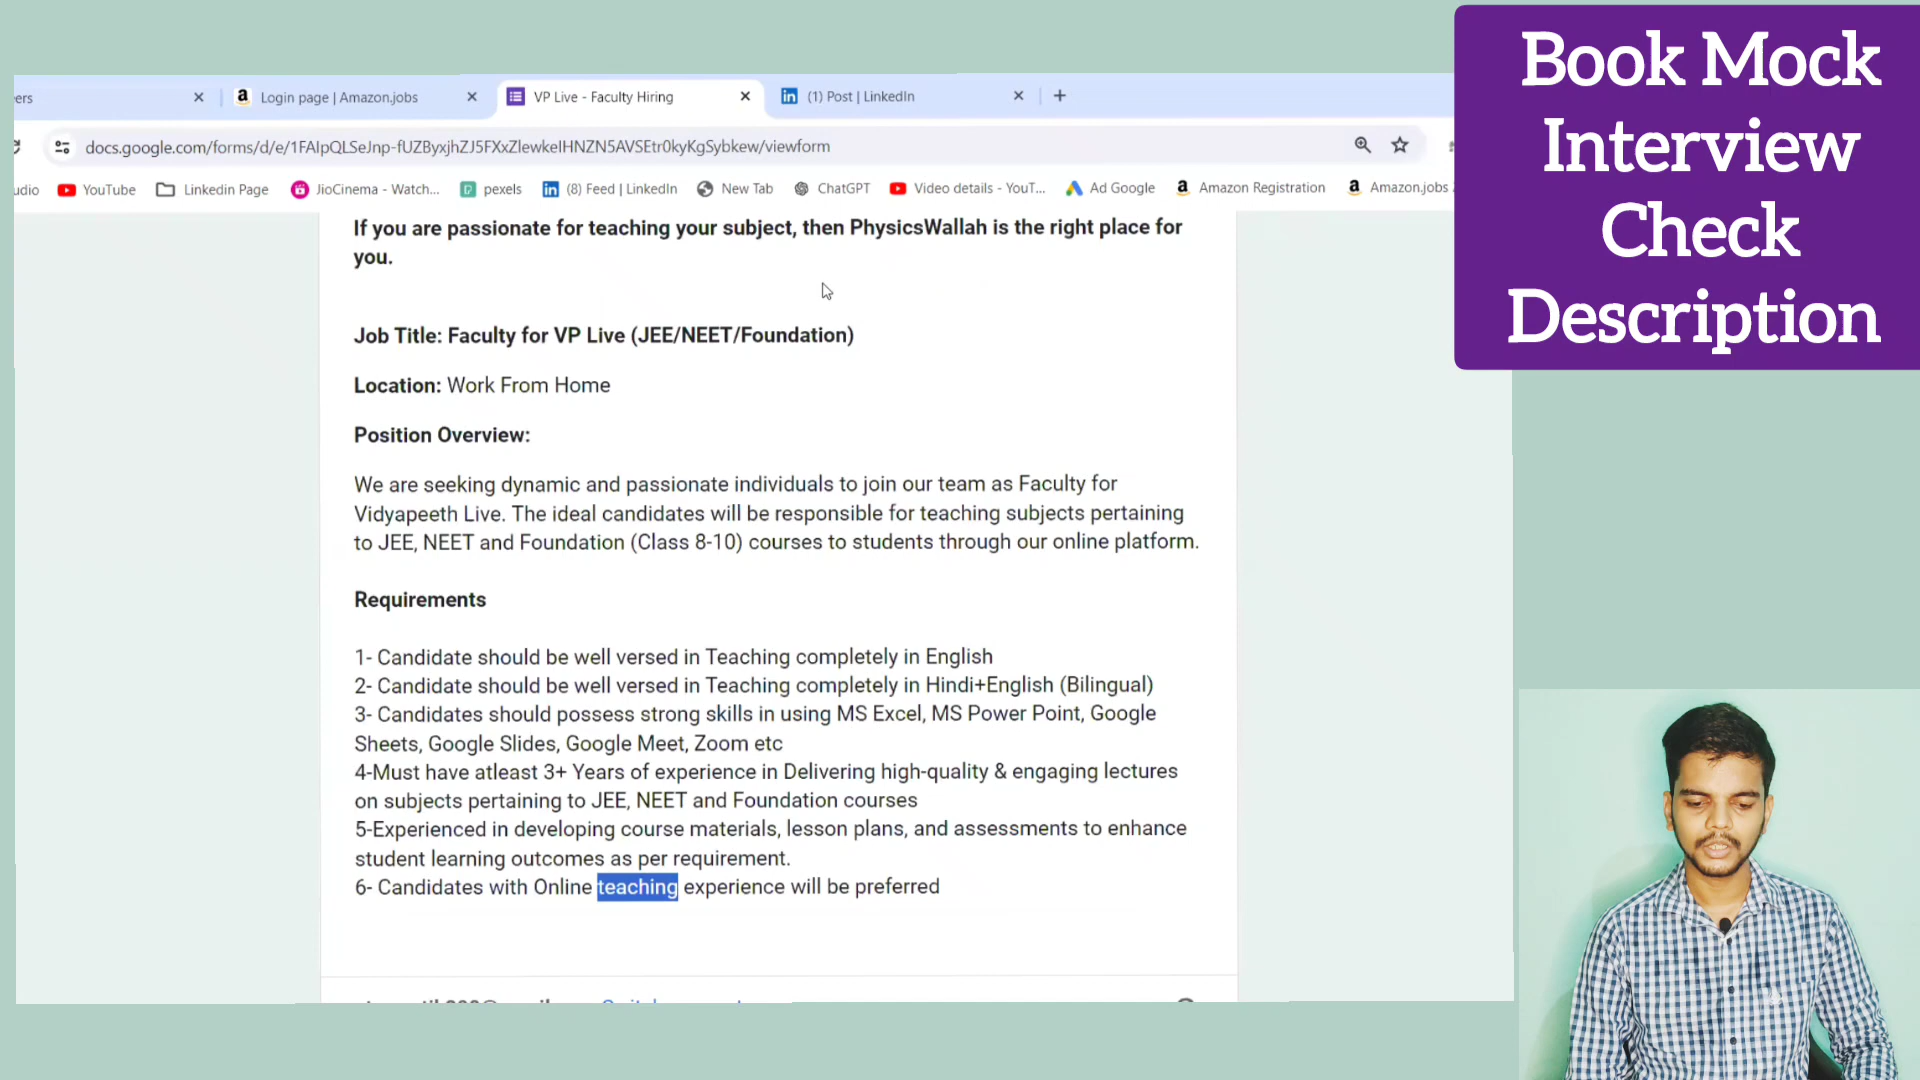 Book Mock
Interview
Check
Description
ers
Login page | Amazon.jobs
VP Live - Faculty Hiring
(1) Post | LinkedIn
docs.google.com/forms/d/e/1FAIpQLSeJnp-fUZByxjhZJ5FXxZlewkeIHNZN5AVSEtr0kyKgSybkew/viewform
udio YouTube Linkedin Page JioCinema - Watch... pexels (8) Feed | LinkedIn New Tab ChatGPT Video details - YouT... Ad Google Amazon Registration Amazon.jobs
If you are passionate for teaching your subject, then PhysicsWallah is the right place for
you.
Job Title: Faculty for VP Live (JEE/NEET/Foundation)
Location: Work From Home
Position Overview:
We are seeking dynamic and passionate individuals to join our team as Faculty for
Vidyapeeth Live. The ideal candidates will be responsible for teaching subjects pertaining
to JEE, NEET and Foundation (Class 8-10) courses to students through our online platform.
Requirements
1- Candidate should be well versed in Teaching completely in English
2- Candidate should be well versed in Teaching completely in Hindi+English (Bilingual)
3- Candidates should possess strong skills in using MS Excel, MS Power Point, Google
Sheets, Google Slides, Google Meet, Zoom etc
4-Must have atleast 3+ Years of experience in Delivering high-quality & engaging lectures
on subjects pertaining to JEE, NEET and Foundation courses
5-Experienced in developing course materials, lesson plans, and assessments to enhance
student learning outcomes as per requirement.
6- Candidates with Online teaching experience will be preferred